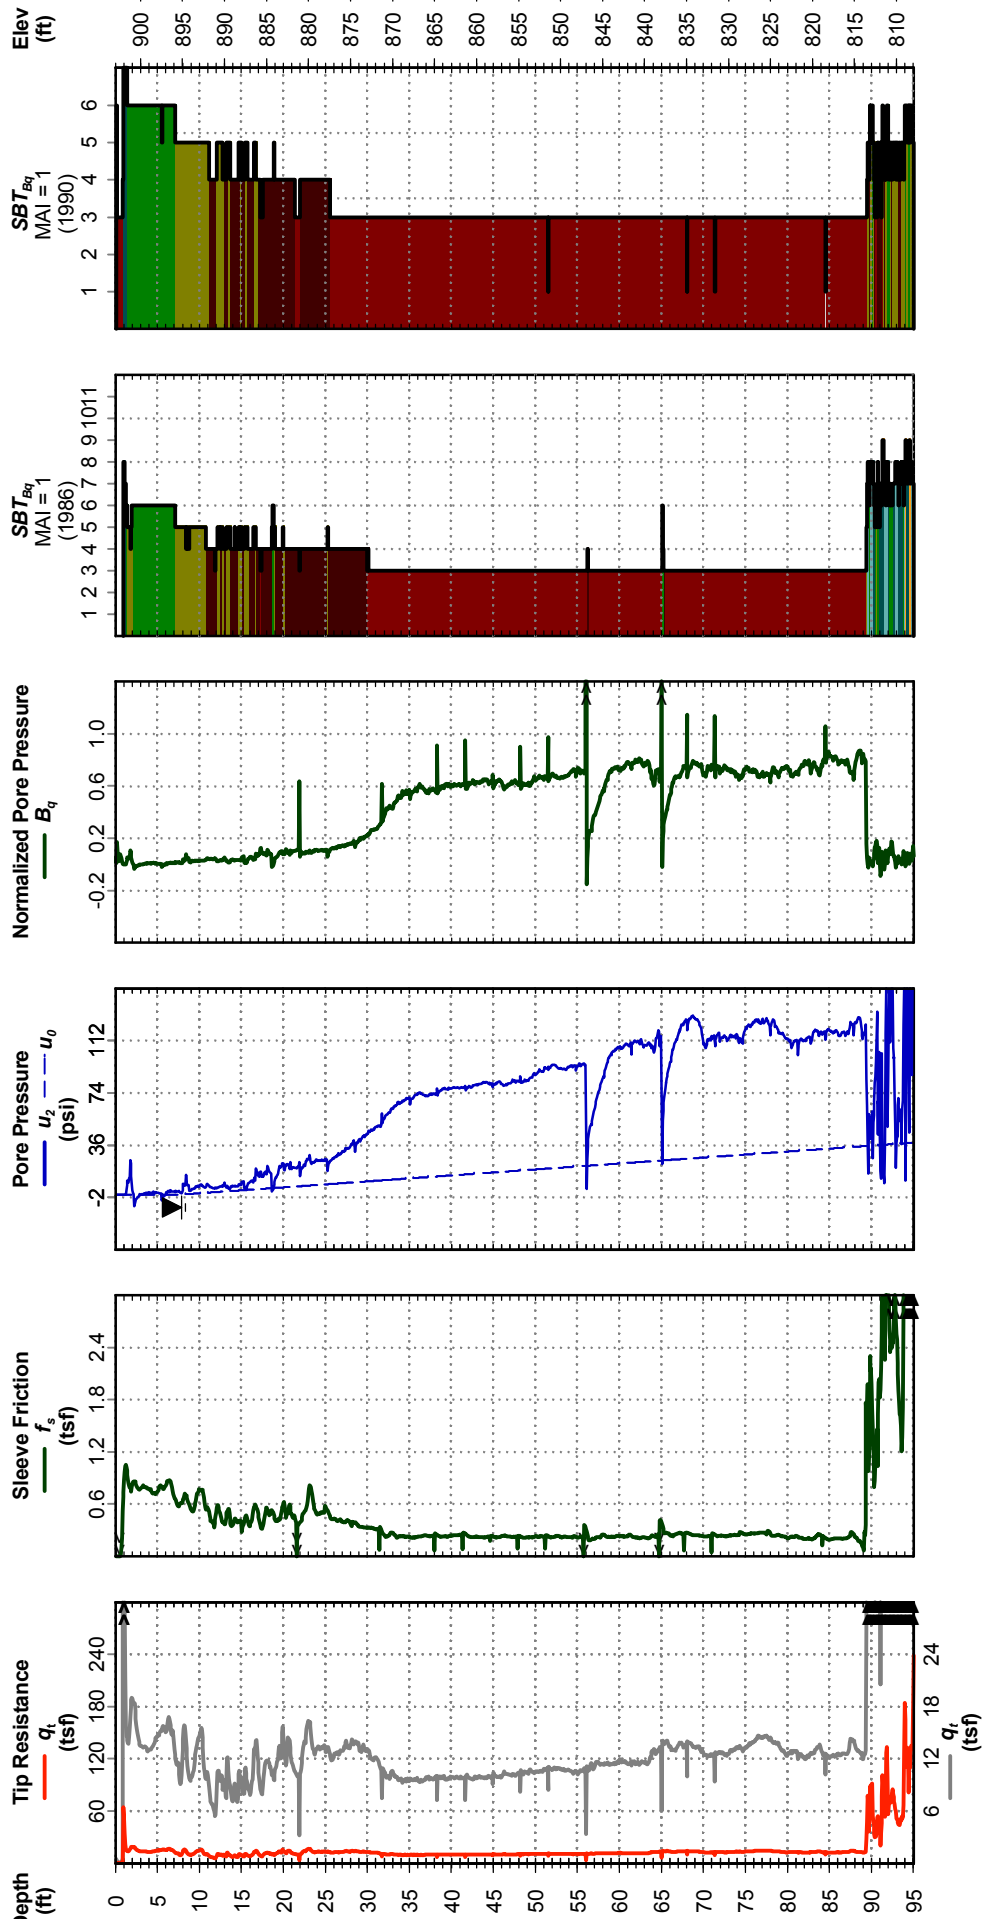 Depth
(ft)
0
5
10
15
20
25
30
35
40
45
50
55
60
65
70
75
80
85
90
95
Tip Resistance
qt
(tsf)
60
120
180
240
6
12
18
24
qt
(tsf)
Sleeve Friction
fs
(tsf)
0.6
1.2
1.8
2.4
Pore Pressure
u2 u0
(psi)
-2
36
74
112
Normalized Pore Pressure
Bq
-0.2
0.2
0.6
1.0
SBTBq
MAI = 1
(1986)
1 2 3 4 5 6 7 8 9 1011
SBTBq
MAI = 1
(1990)
1 2 3 4 5 6
Elev
(ft)
900
895
890
885
880
875
870
865
860
855
850
845
840
835
830
825
820
815
810